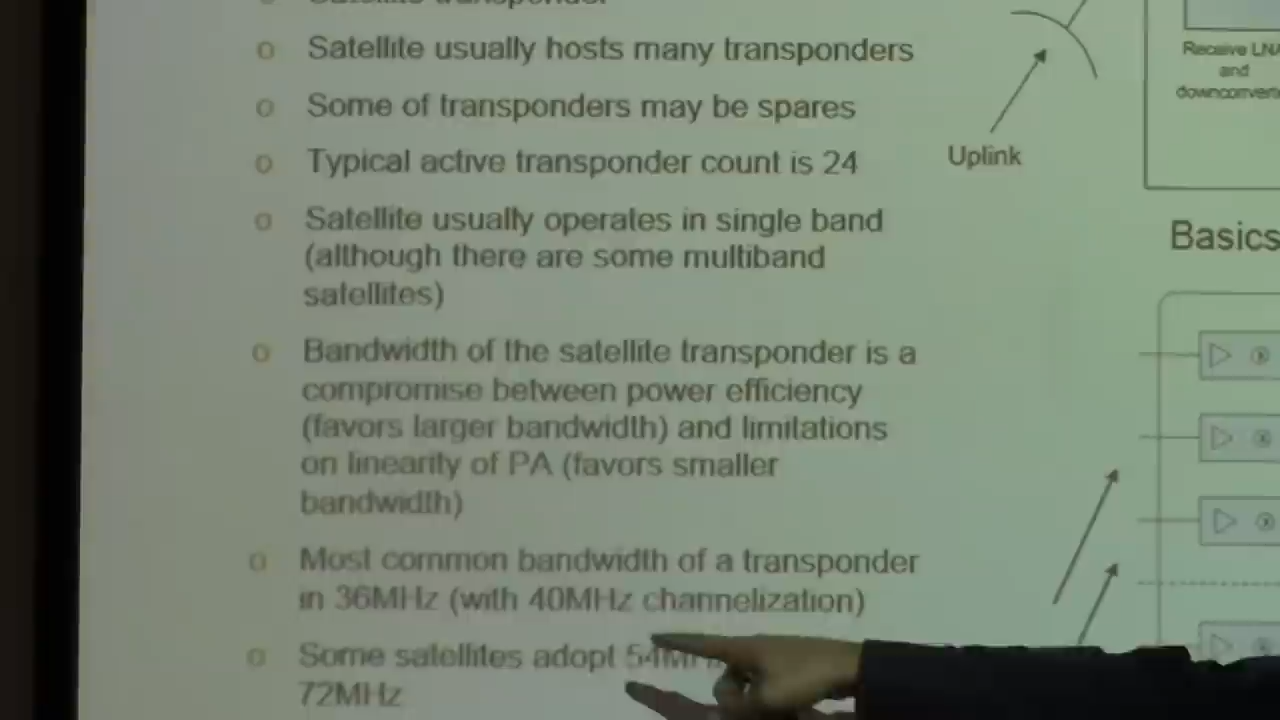 Satellite transponder
Satellite usually hosts many transponders
Some of transponders may be spares
Typical active transponder count is 24
Satellite usually operates in single band
(although there are some multiband
satellites)
Bandwidth of the satellite transponder is a
compromise between power efficiency
(favors larger bandwidth) and limitations
on linearity of PA (favors smaller
bandwidth)
Most common bandwidth of a transponder
in 36MHz (with 40MHz channelization)
Some satellites adopt 54MHz
72MHz
Uplink
Receive LNA
and
Basics